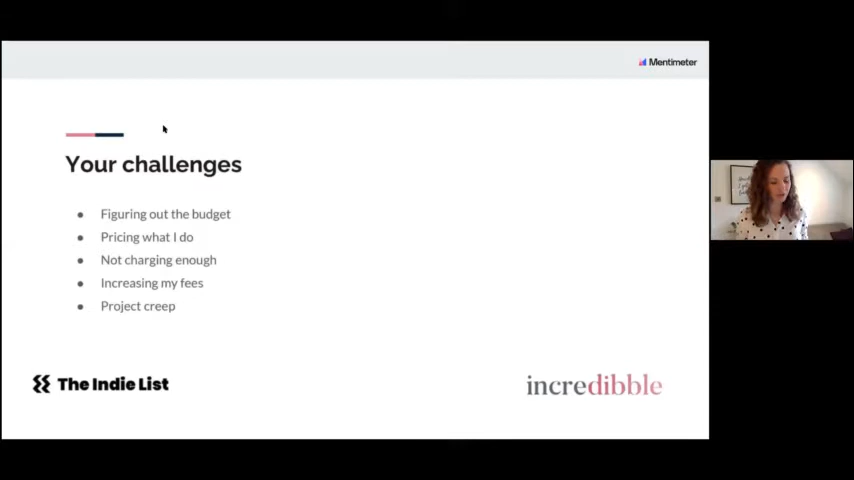 Mentimeter
Your challenges
● Figuring out the budget
● Pricing what I do
● Not charging enough
● Increasing my fees
● Project creep
The Indie List
incredibble